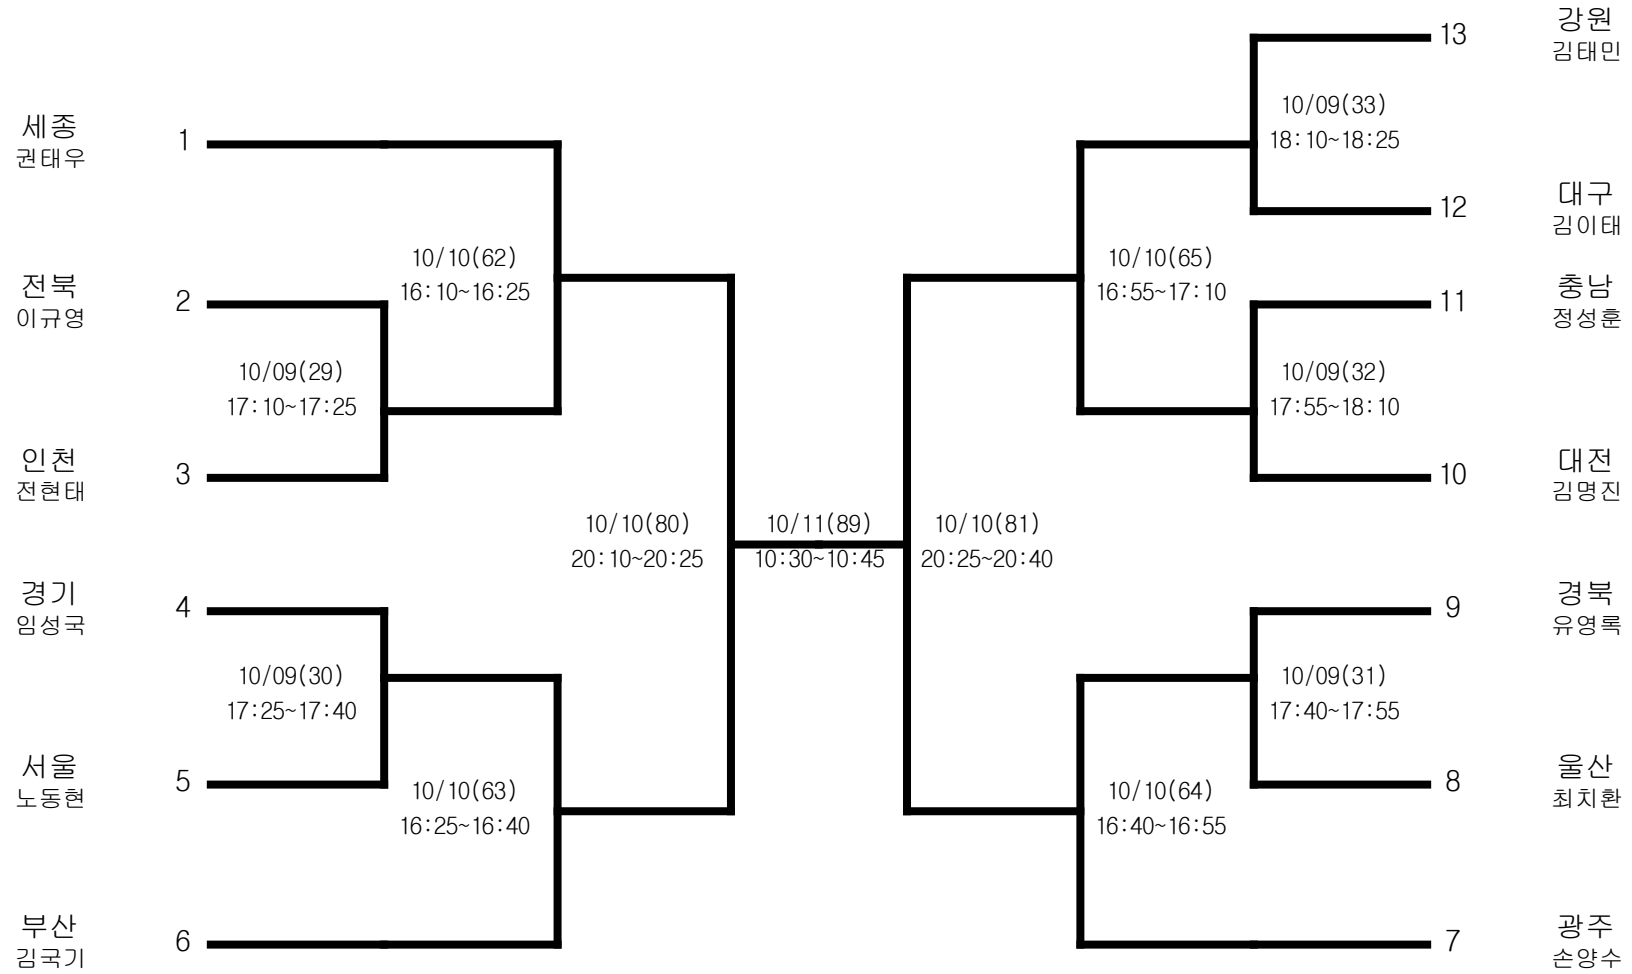 강원
13
김태민
10/09(33)
18:10~18:25
세종
1
권태우
대구
12
김이태
10/10(62)
16:10~16:25
10/10(65)
16:55~17:10
전북
2
이규영
충남
11
정성훈
10/09(29)
17:10~17:25
10/09(32)
17:55~18:10
인천
3
전현태
대전
10
김명진
10/10(80)
20:10~20:25
10/11(89)
10:30~10:45
10/10(81)
20:25~20:40
경기
4
임성국
경북
9
유영록
10/09(30)
17:25~17:40
10/09(31)
17:40~17:55
서울
5
노동현
울산
8
최치환
10/10(63)
16:25~16:40
10/10(64)
16:40~16:55
부산
6
김국기
광주
7
손양수